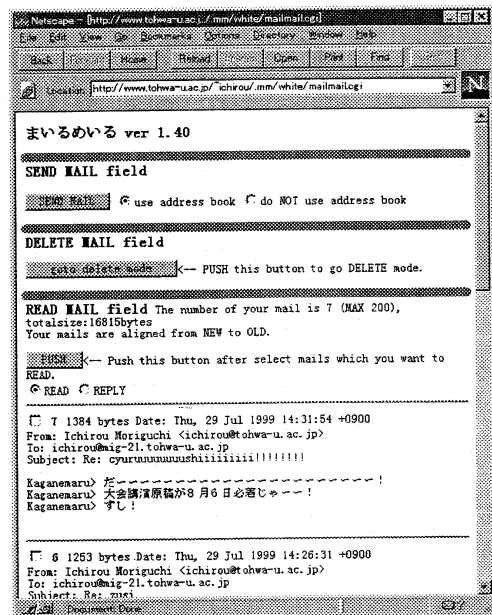 Netscape - [http://www.tohwa-u.ac.j../mm/white/mailmail.cgi]
File Edit View Go Bookmarks Options Directory Window Help
Back Home Reload Open Print Find
Location: http://www.tohwa-u.ac.jp/~ichirou/.mm/white/mailmail.cgi
まいるめいる ver 1.40
SEND MAIL field
SEND MAIL use address book do NOT use address book
DELETE MAIL field
goto delete mode <-- PUSH this button to go DELETE mode.
READ MAIL field The number of your mail is 7 (MAX 200),
totalsize:16815bytes
Your mails are aligned from NEW to OLD.
PUSH <-- Push this button after select mails which you want to
READ.
READ REPLY
7 1384 bytes Date: Thu, 29 Jul 1999 14:31:54 +0900
From: Ichirou Moriguchi <ichirou@tohwa-u.ac.jp>
To: ichirou@mig-21.tohwa-u.ac.jp
Subject: Re: cyuruuuuuuushiiiiiiiii!!!!!!!!
Kaganemaru> だーーーーーーーーーーーーーーーーーーーーーーー！
Kaganemaru> 大会講演原稿が８月６日必着じゃーー！
Kaganemaru> ずし！
6 1253 bytes Date: Thu, 29 Jul 1999 14:26:31 +0900
From: Ichirou Moriguchi <ichirou@tohwa-u.ac.jp>
To: ichirou@mig-21.tohwa-u.ac.jp
Subject: Re: zusi
Document: Done